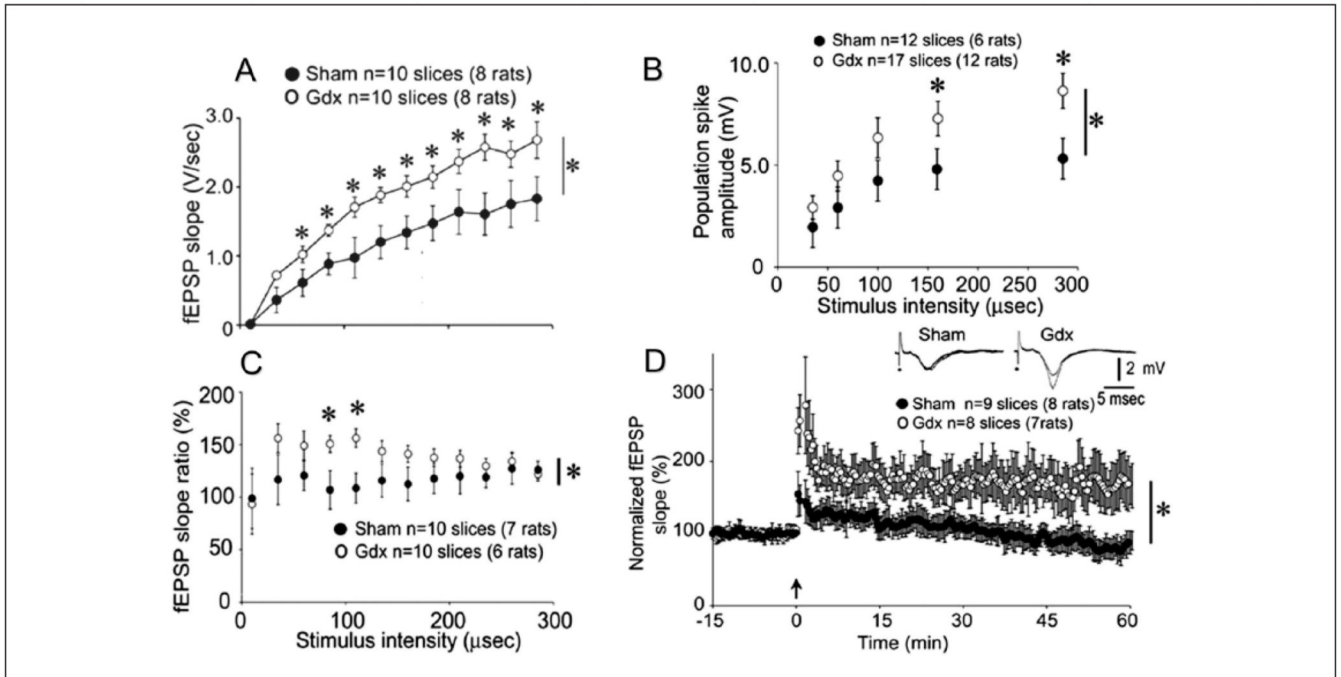 A
● Sham n=10 slices (8 rats)
○ Gdx n=10 slices (8 rats)
3.0
2.0
1.0
0
fEPSP slope (V/sec)
* * * * * * * * * *
*
B
● Sham n=12 slices (6 rats)
○ Gdx n=17 slices (12 rats)
10.0
5.0
0
Population spike
amplitude (mV)
* *
*
0.0 50 100 150 200 250 300
Stimulus intensity (μsec)
C
200
150
100
50
0
fEPSP slope ratio (%)
* *
*
● Sham n=10 slices (7 rats)
○ Gdx n=10 slices (6 rats)
0 100 200 300
Stimulus intensity (μsec)
D
Sham Gdx
2 mV
5 msec
● Sham n=9 slices (8 rats)
○ Gdx n=8 slices (7rats)
300
200
100
0
Normalized fEPSP
slope (%)
*
-15 0 15 30 45 60
Time (min)